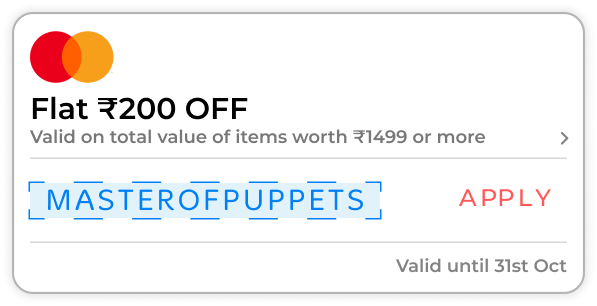 Flat ₹200 OFF
Valid on total value of items worth ₹1499 or more
MASTEROFPUPPETS APPLY
Valid until 31st Oct